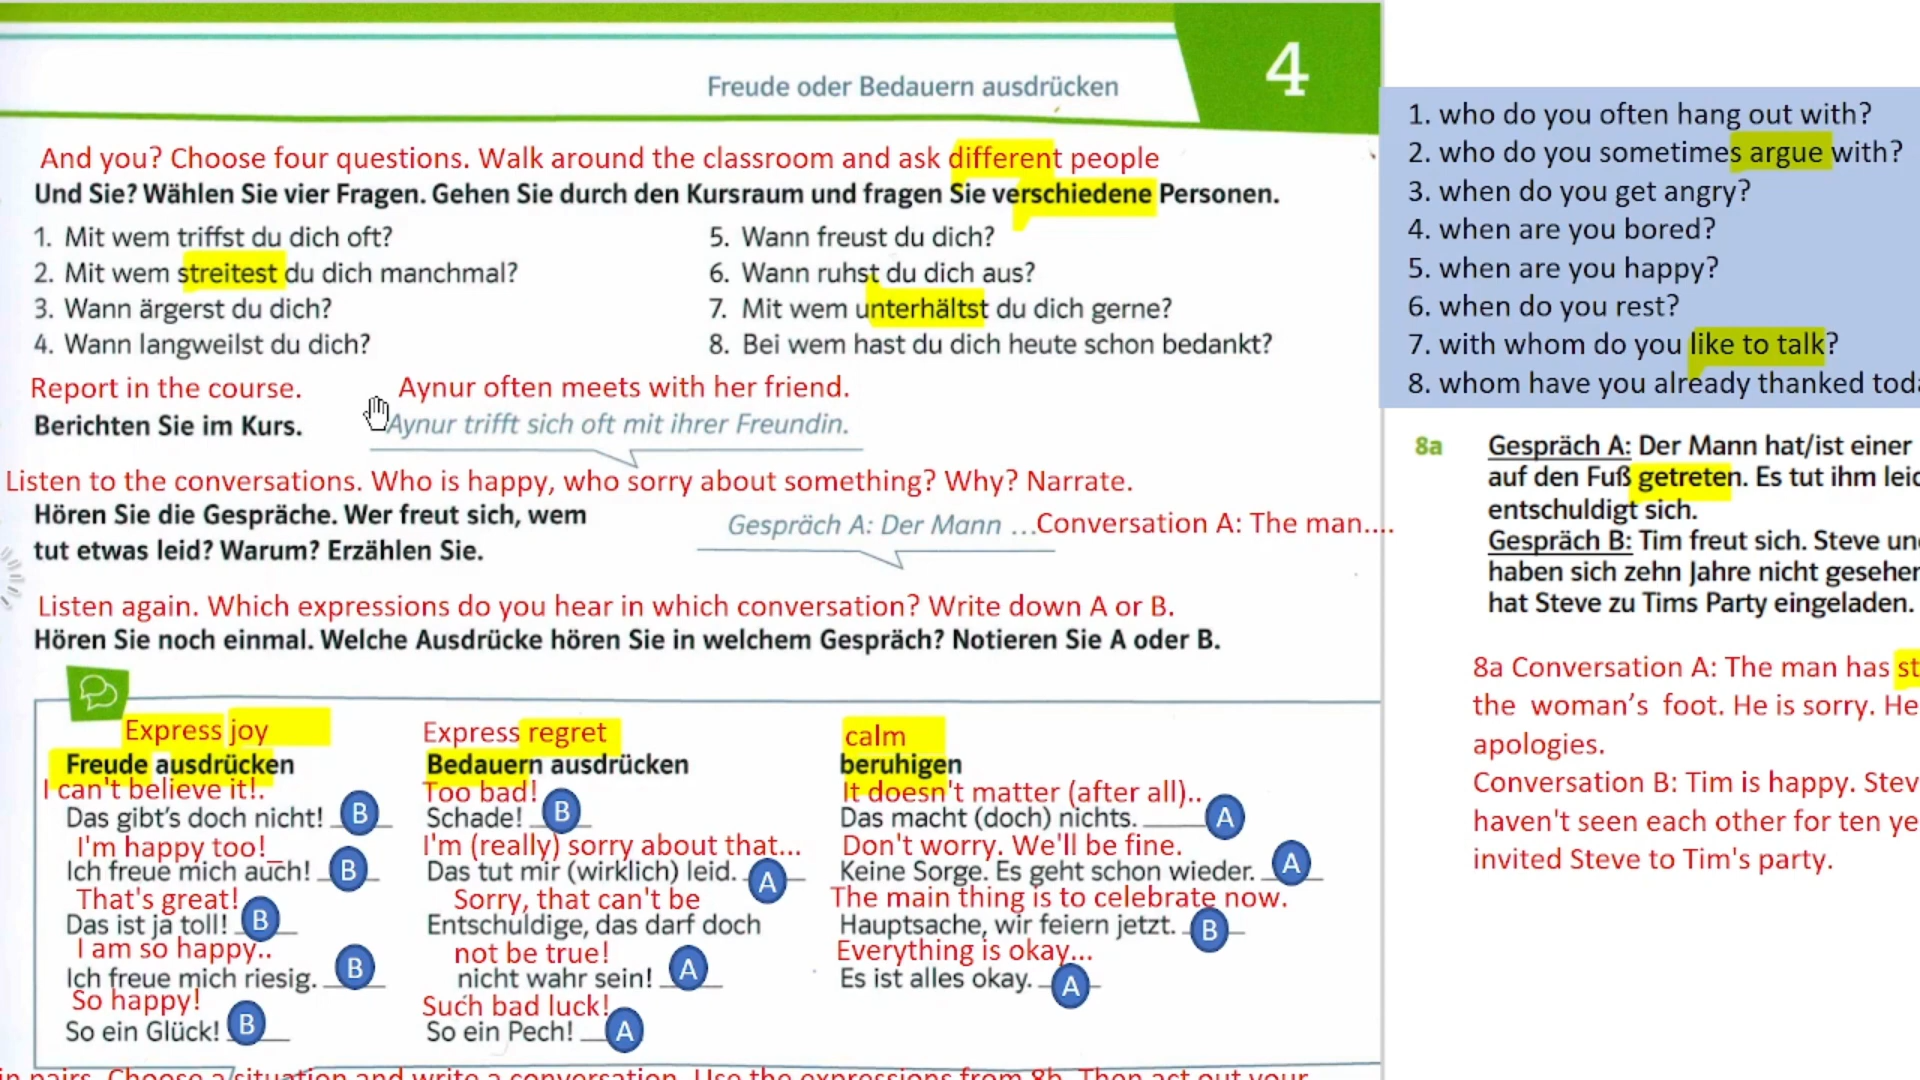 4
Freude oder Bedauern ausdrücken
And you? Choose four questions. Walk around the classroom and ask different people
Und Sie? Wählen Sie vier Fragen. Gehen Sie durch den Kursraum und fragen Sie verschiedene Personen.
1. Mit wem triffst du dich oft?
2. Mit wem streitest du dich manchmal?
3. Wann ärgerst du dich?
4. Wann langweilst du dich?
5. Wann freust du dich?
6. Wann ruhst du dich aus?
7. Mit wem unterhältst du dich gerne?
8. Bei wem hast du dich heute schon bedankt?
Report in the course.
Aynur often meets with her friend.
Berichten Sie im Kurs.
Aynur trifft sich oft mit ihrer Freundin.
Listen to the conversations. Who is happy, who sorry about something? Why? Narrate.
Hören Sie die Gespräche. Wer freut sich, wem
tut etwas leid? Warum? Erzählen Sie.
Gespräch A: Der Mann ...
Conversation A: The man....
Listen again. Which expressions do you hear in which conversation? Write down A or B.
Hören Sie noch einmal. Welche Ausdrücke hören Sie in welchem Gespräch? Notieren Sie A oder B.
Express joy
Freude ausdrücken
I can't believe it!.
Das gibt's doch nicht! B
I'm happy too!_
Ich freue mich auch! B
That's great!
Das ist ja toll! B
I am so happy..
Ich freue mich riesig. B
So happy!
So ein Glück! B
Express regret
Bedauern ausdrücken
Too bad!
Schade! B
I'm (really) sorry about that...
Das tut mir (wirklich) leid. A
Sorry, that can't be
Entschuldige, das darf doch
not be true!
nicht wahr sein! A
Such bad luck!
So ein Pech! A
calm
beruhigen
It doesn't matter (after all)..
Das macht (doch) nichts. A
Don't worry. We'll be fine.
Keine Sorge. Es geht schon wieder. A
The main thing is to celebrate now.
Hauptsache, wir feiern jetzt. B
Everything is okay...
Es ist alles okay. A
in pairs. Choose a situation and write a conversation. Use the expressions from 8b. Then act out your
1. who do you often hang out with?
2. who do you sometimes argue with?
3. when do you get angry?
4. when are you bored?
5. when are you happy?
6. when do you rest?
7. with whom do you like to talk?
8. whom have you already thanked
8a Gespräch A: Der Mann hat/ist einer
auf den Fuß getreten. Es tut ihm
entschuldigt sich.
Gespräch B: Tim freut sich. Steve
haben sich zehn Jahre nicht
hat Steve zu Tims Party eingeladen.
8a Conversation A: The man has
the woman's foot. He is sorry. He
apologies.
Conversation B: Tim is happy.
haven't seen each other for ten
invited Steve to Tim's party.